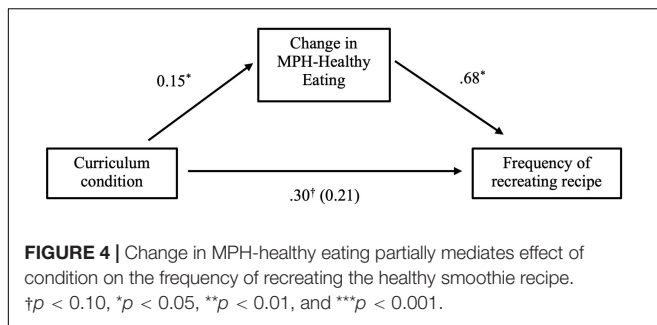 Change in
MPH-Healthy
Eating
0.15*
.68*
Curriculum
condition
Frequency of
recreating recipe
.30† (0.21)
FIGURE 4 | Change in MPH-healthy eating partially mediates effect of
condition on the frequency of recreating the healthy smoothie recipe.
†p < 0.10, *p < 0.05, **p < 0.01, and ***p < 0.001.